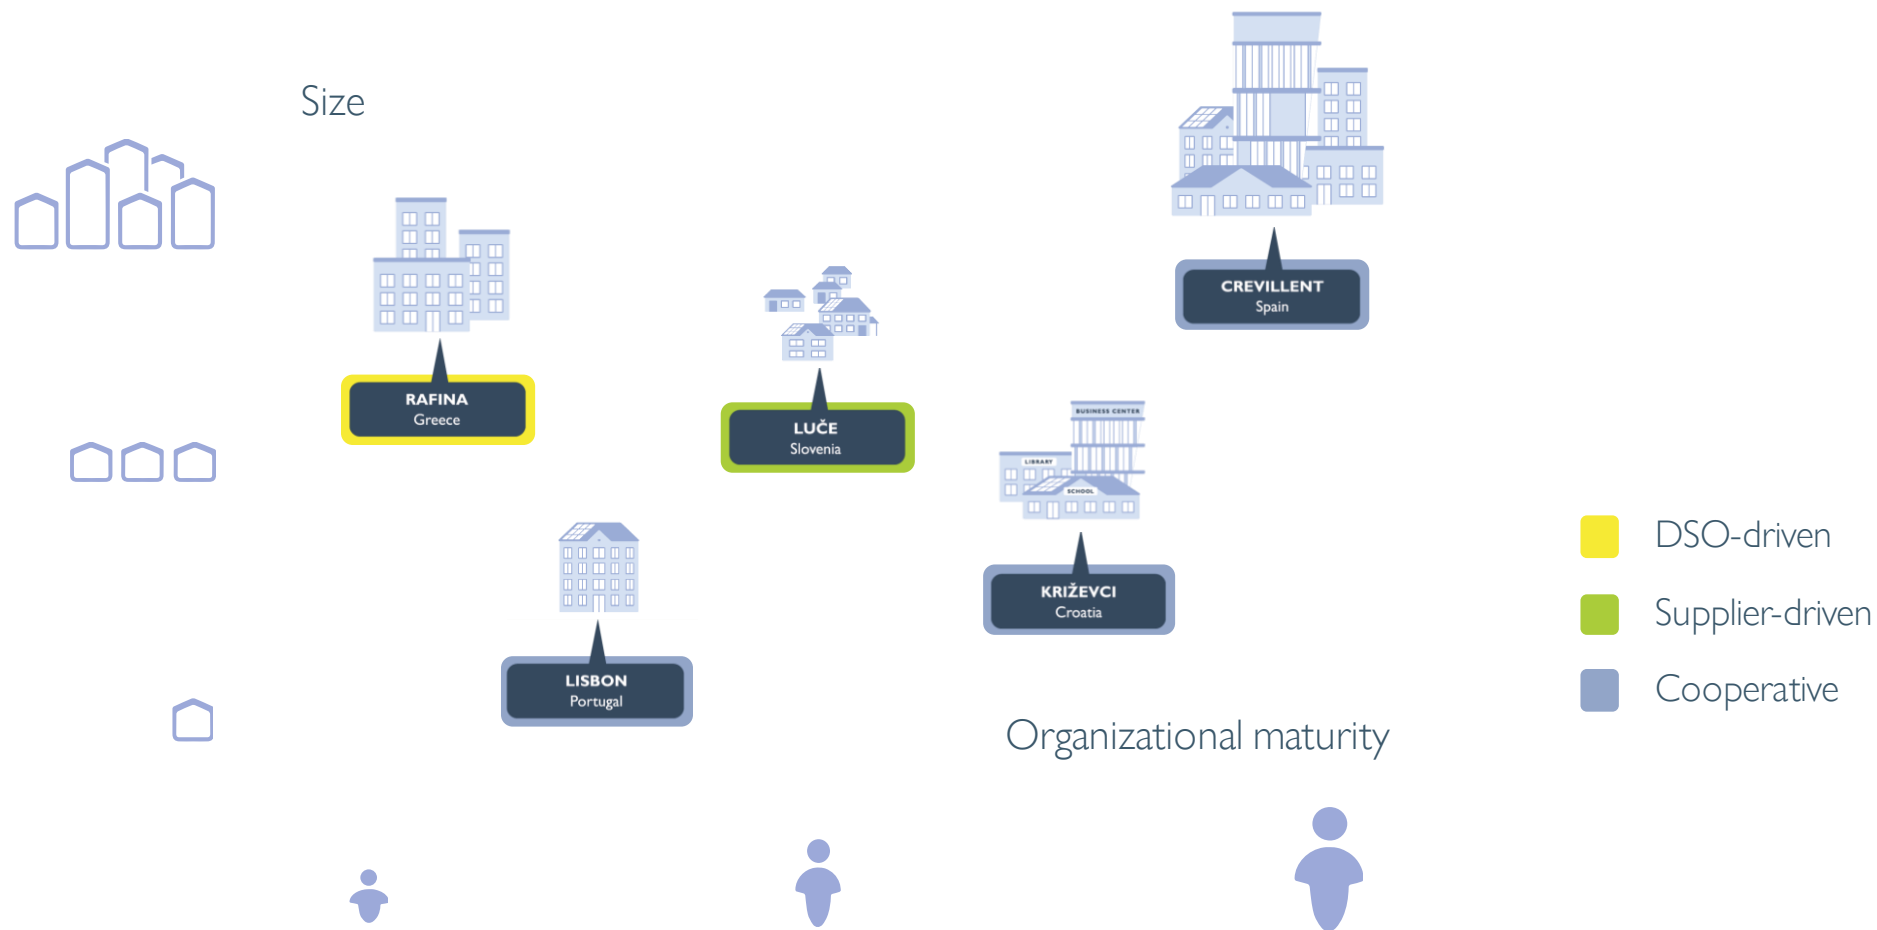 Size
CREVILLENT
Spain
RAFINA
Greece
LUČE
Slovenia
BUSINESS CENTER
LIBRARY
SCHOOL
KRIŽEVCI
Croatia
LISBON
Portugal
DSO-driven
Supplier-driven
Cooperative
Organizational maturity